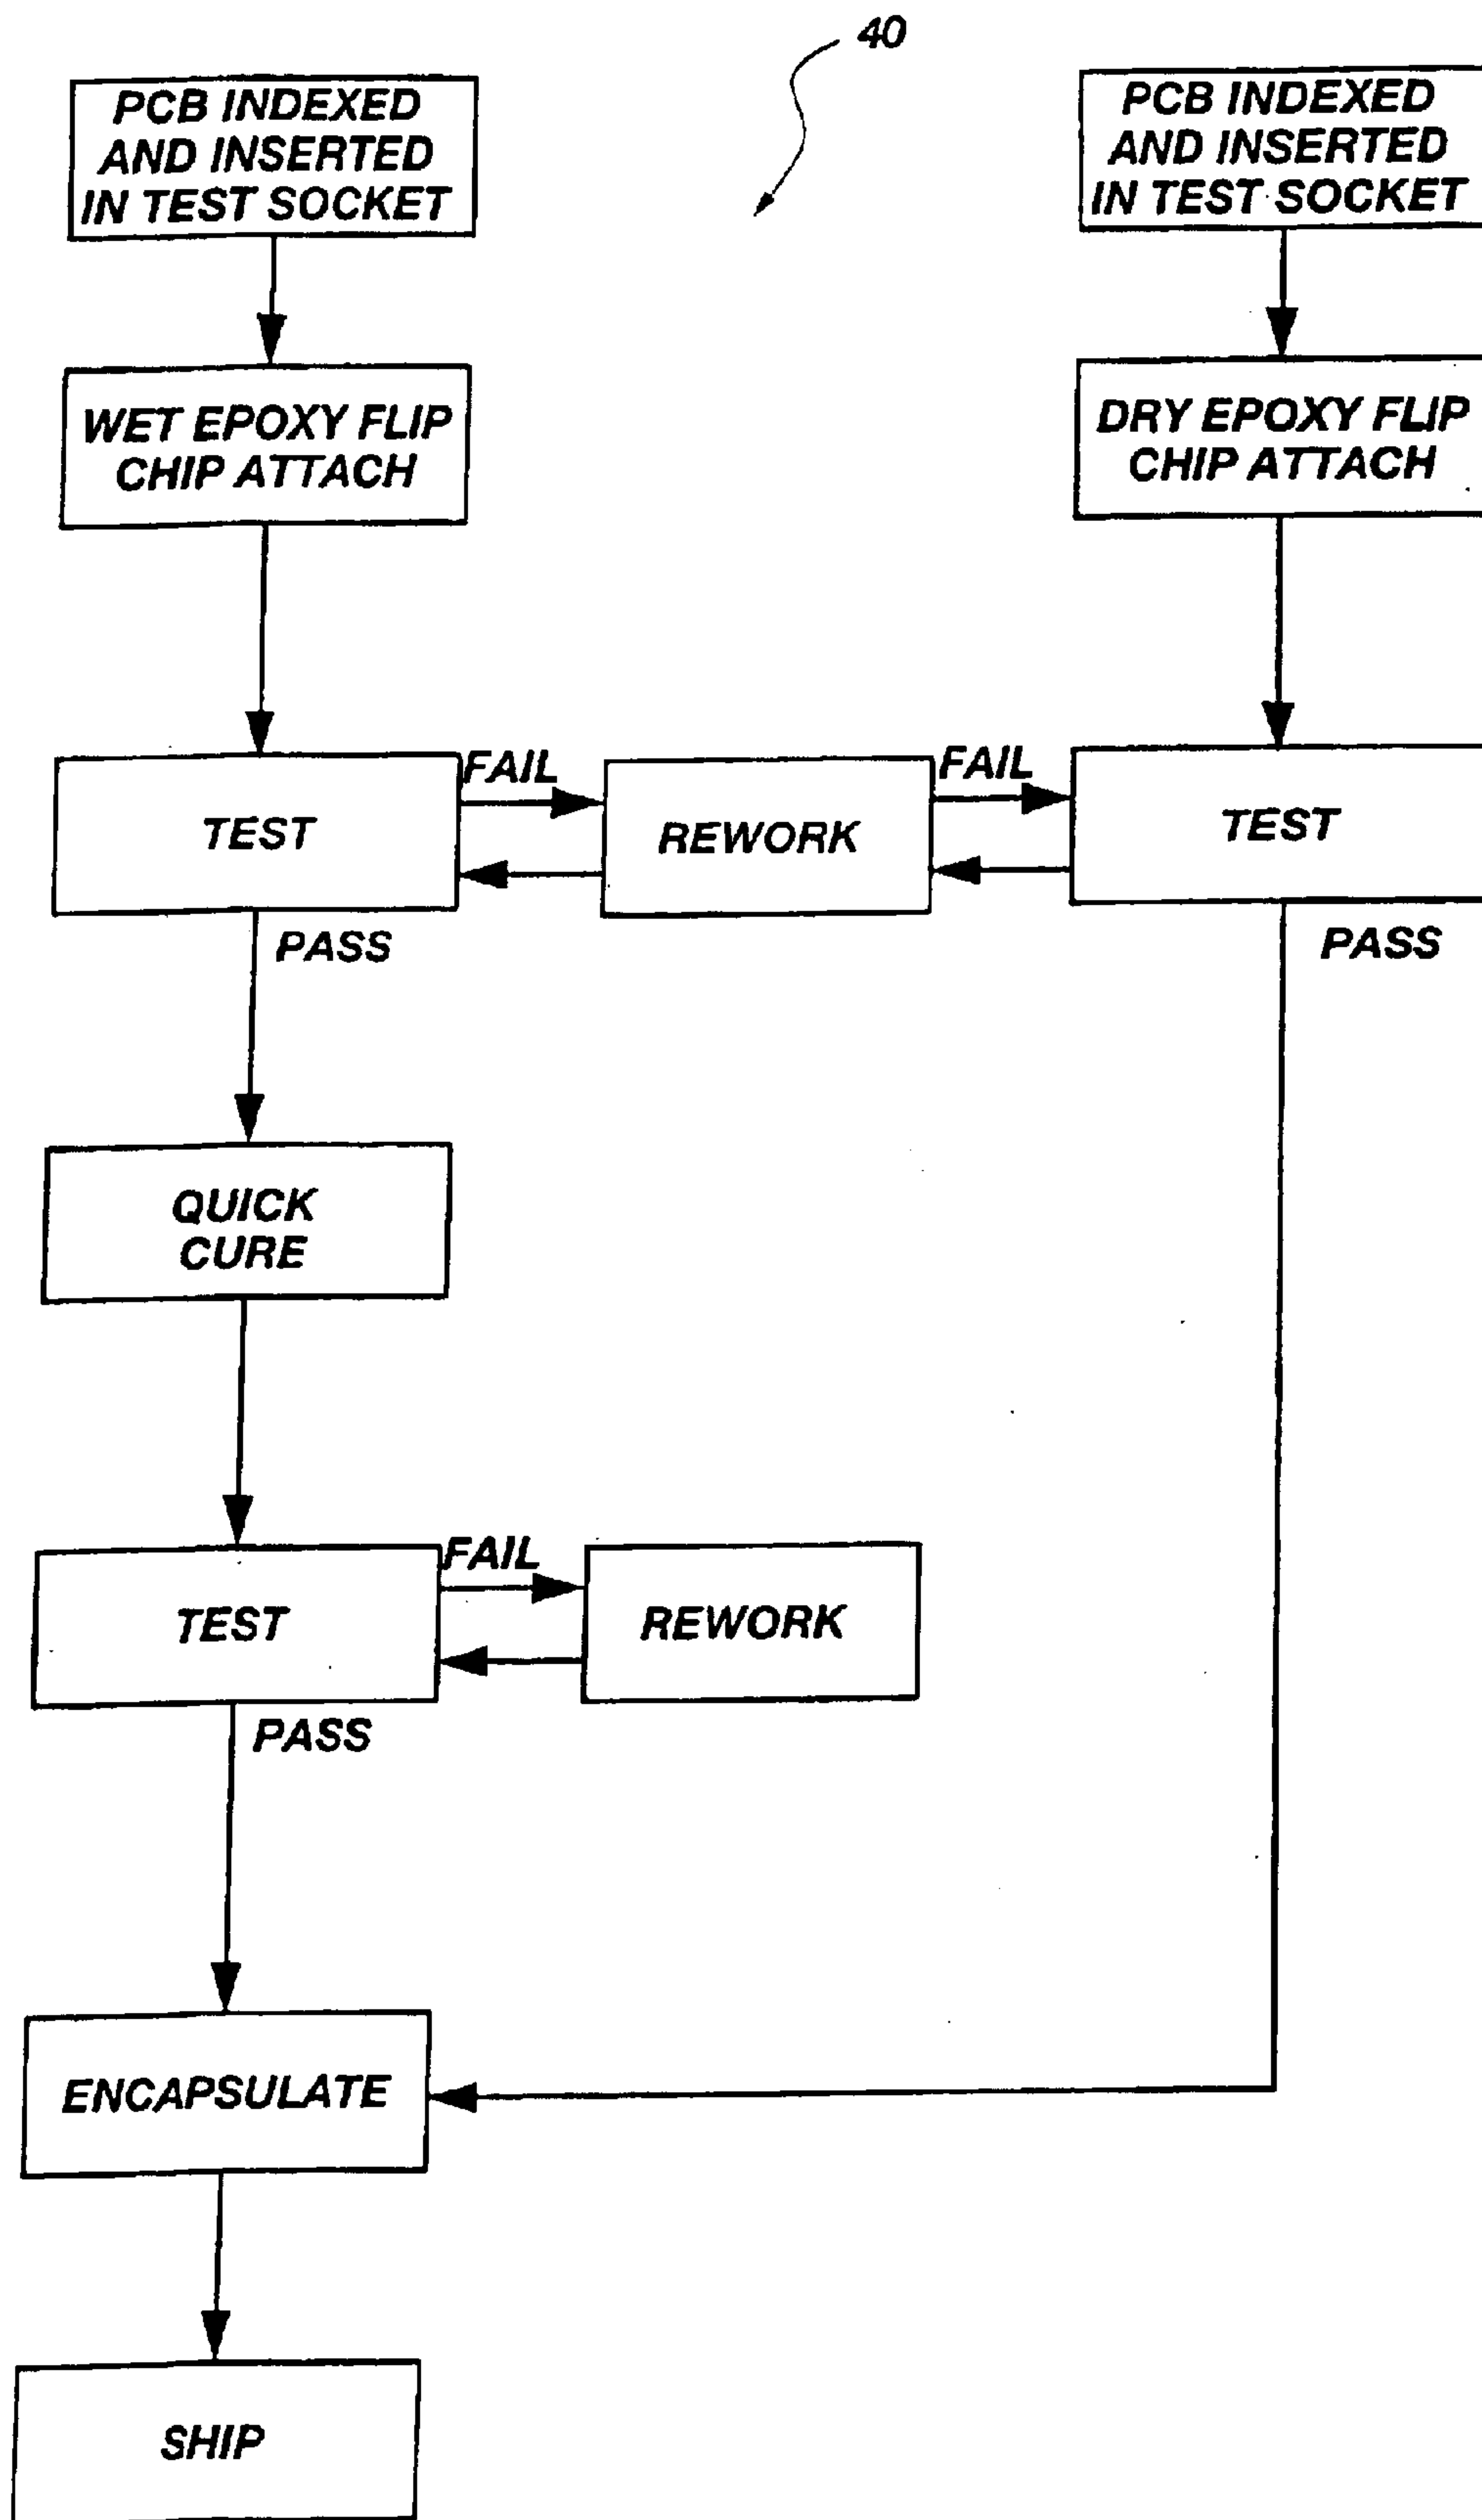 40
PCB INDEXED
AND INSERTED
IN TEST SOCKET
PCB INDEXED
AND INSERTED
IN TEST SOCKET
WET EPOXY FLIP
CHIP ATTACH
DRY EPOXY FLIP
CHIP ATTACH
TEST
FAIL
REWORK
FAIL
TEST
PASS
PASS
QUICK
CURE
TEST
FAIL
REWORK
PASS
ENCAPSULATE
SHIP